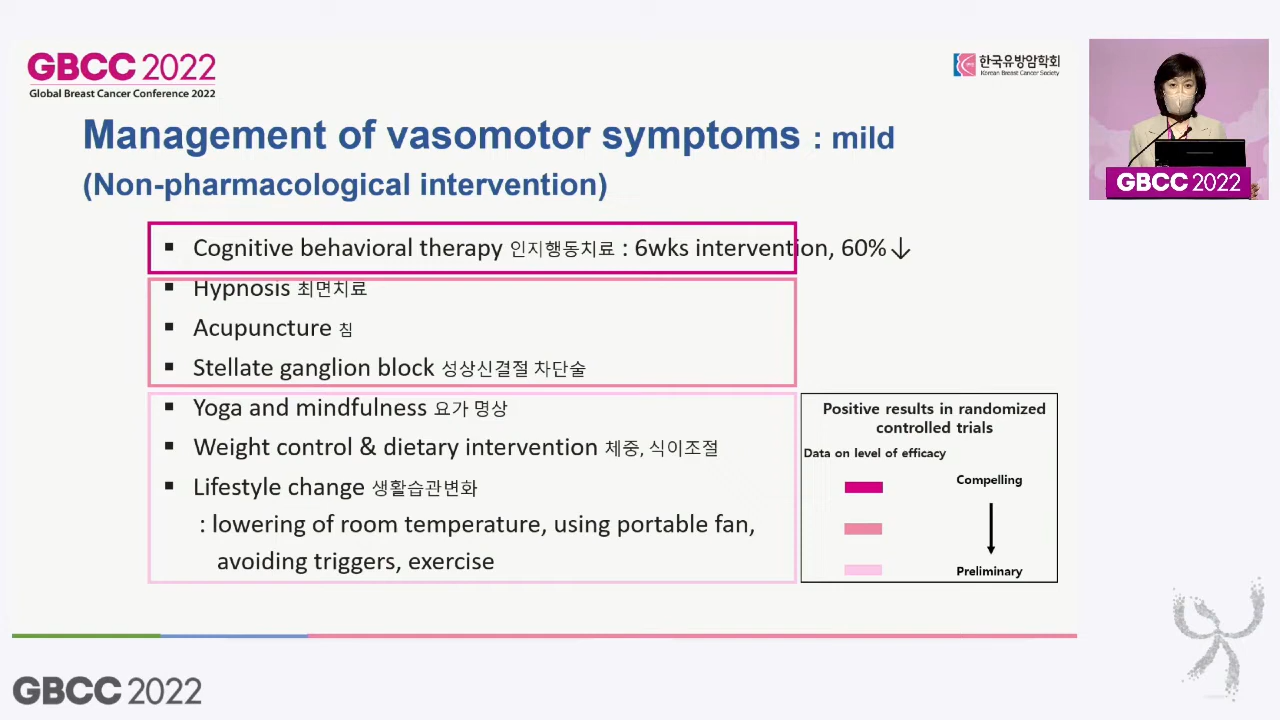 GBCC 2022
Global Breast Cancer Conference 2022
한국유방암학회
Korean Breast Cancer Society
GBCC 2022
Management of vasomotor symptoms : mild
(Non-pharmacological intervention)
▪ Cognitive behavioral therapy 인지행동치료 : 6wks intervention, 60%↓
▪ Hypnosis 최면치료
▪ Acupuncture 침
▪ Stellate ganglion block 성상신결절 차단술
▪ Yoga and mindfulness 요가 명상
▪ Weight control & dietary intervention 체중, 식이조절
▪ Lifestyle change 생활습관변화
: lowering of room temperature, using portable fan,
avoiding triggers, exercise
Positive results in randomized
controlled trials
Data on level of efficacy
Compelling
Preliminary
GBCC 2022